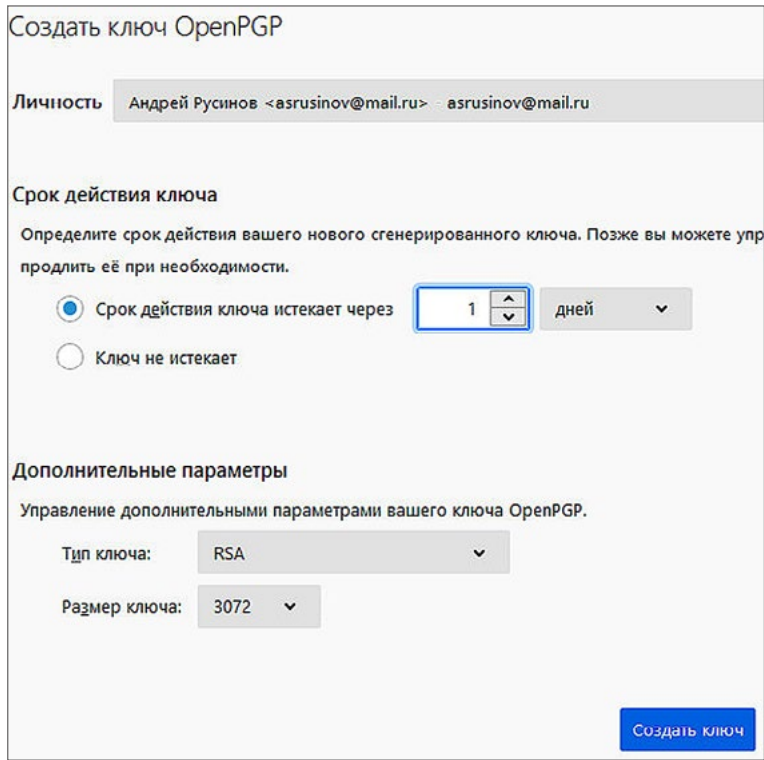 Создать ключ OpenPGP
Личность Андрей Русинов <asrusinov@mail.ru> - asrusinov@mail.ru
Срок действия ключа
Определите срок действия вашего нового сгенерированного ключа. Позже вы можете упр
продлить её при необходимости.
Срок действия ключа истекает через 1 дней
Ключ не истекает
Дополнительные параметры
Управление дополнительными параметрами вашего ключа OpenPGP.
Тип ключа: RSA
Размер ключа: 3072
Создать ключ